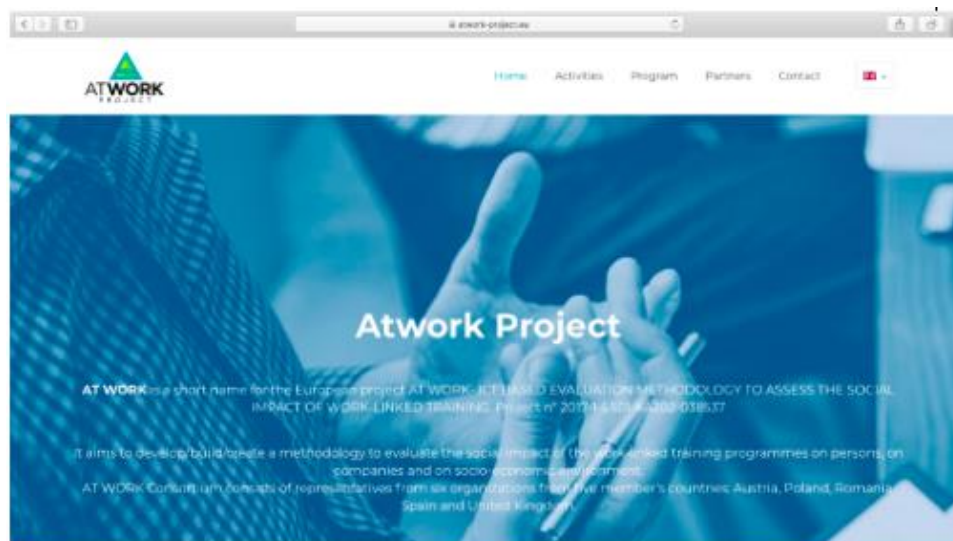 atwork-project.eu
ATWORK
PROJECT
Home Activities Program Partners Contact
Atwork Project
AT WORK is a short name for the European project AT WORK- ICT BASED EVALUATION METHODOLOGY TO ASSESS THE SOCIAL
IMPACT OF WORK-LINKED TRAINING. Project nº
It aims to develop/build/create a methodology to evaluate the social impact of the work-linked training programmes on persons, on
companies and on socio-economic environment.
AT WORK Consortium consists of representatives from six organizations from five member's countries: Austria, Poland, Romania,
Spain and United Kingdom.